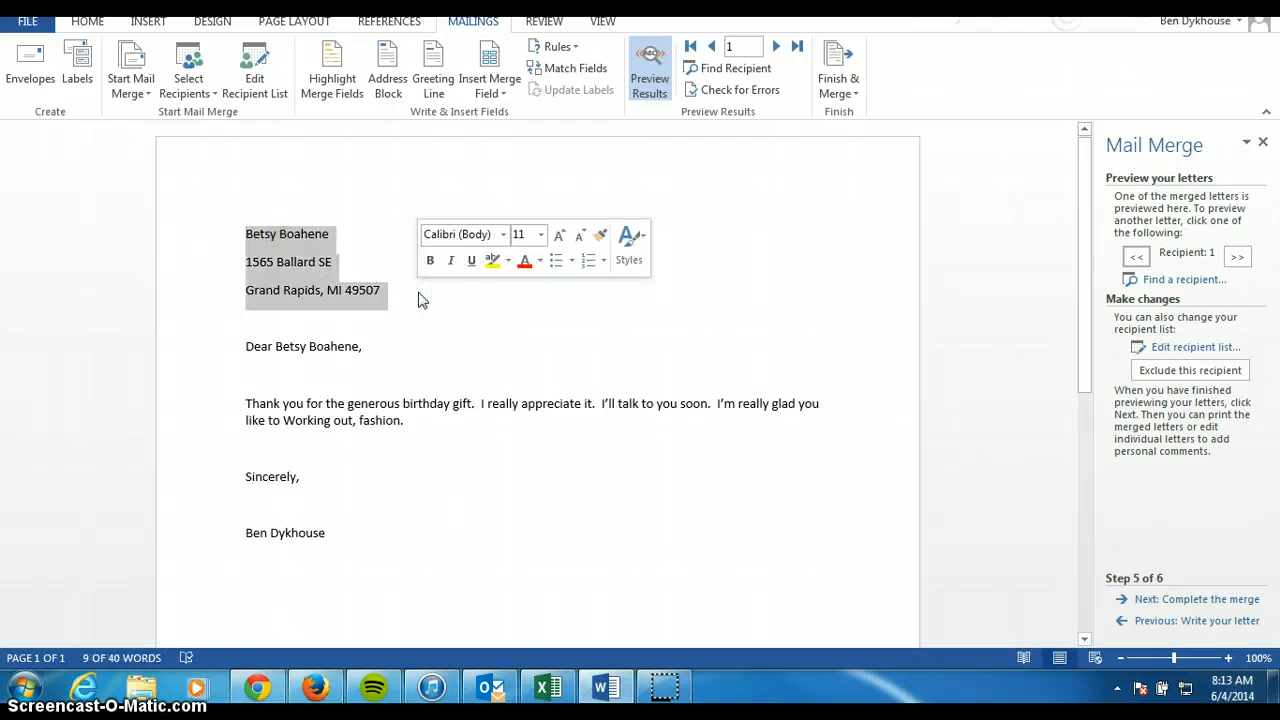 FILE HOME INSERT DESIGN PAGE LAYOUT REFERENCES MAILINGS REVIEW VIEW Ben Dykhouse
Envelopes Labels
Create
Start Mail Merge Select Recipients Edit Recipient List
Start Mail Merge
Highlight Merge Fields Address Block Greeting Line Insert Merge Field
Rules
Match Fields
Update Labels
Write & Insert Fields
ABC
Preview Results
1
Find Recipient
Check for Errors
Preview Results
Finish & Merge
Finish
Betsy Boahene
1565 Ballard SE
Grand Rapids, MI 49507
Calibri (Body) 11 A A A
B I U ab A Styles
Dear Betsy Boahene,
Thank you for the generous birthday gift. I really appreciate it. I'll talk to you soon. I'm really glad you
like to Working out, fashion.
Sincerely,
Ben Dykhouse
Mail Merge
Preview your letters
One of the merged letters is
previewed here. To preview
another letter, click one of
the following:
<< Recipient: 1 >>
Find a recipient...
Make changes
You can also change your
recipient list:
Edit recipient list...
Exclude this recipient
When you have finished
previewing your letters, click
Next. Then you can print the
merged letters or edit
individual letters to add
personal comments.
Step 5 of 6
Next: Complete the merge
Previous: Write your letter
PAGE 1 OF 1 9 OF 40 WORDS 100%
8:13 AM
6/4/2014
Screencast-O-Matic.com